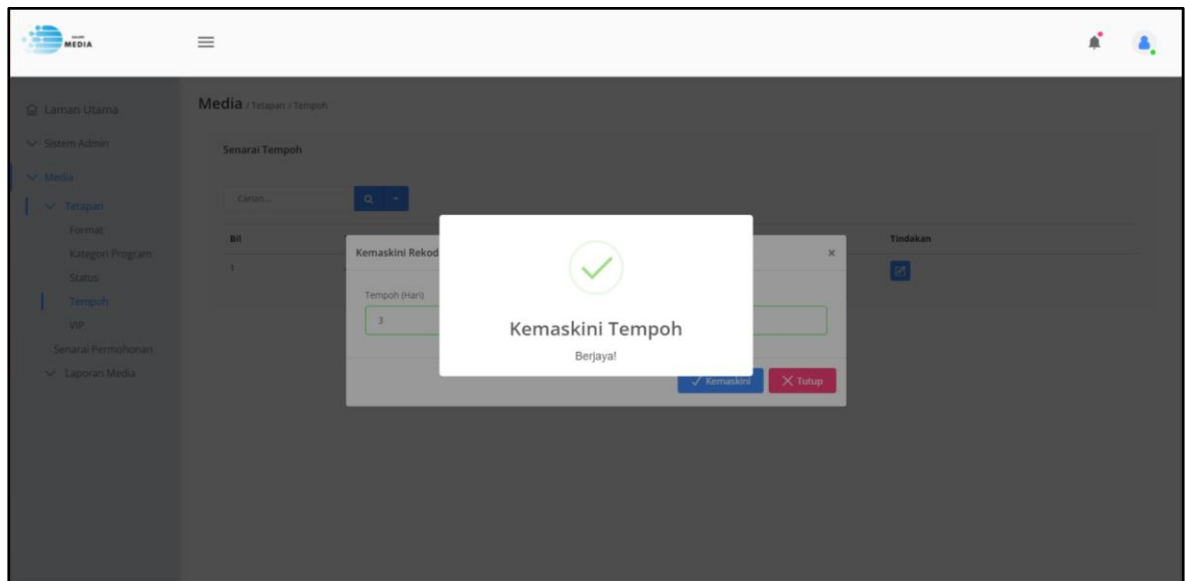 MEDIA
Laman Utama
Sistem Admin
Media
Tetapan
Format
Kategori Program
Status
Tempoh
VIP
Senarai Permohonan
Laporan Media
Media / Tetapan / Tempoh
Senarai Tempoh
Carian...
Bil
Tindakan
1
Kemaskini Rekod
×
Tempoh (Hari)
3
Kemaskini Tempoh
Berjaya!
Kemaskini
Tutup